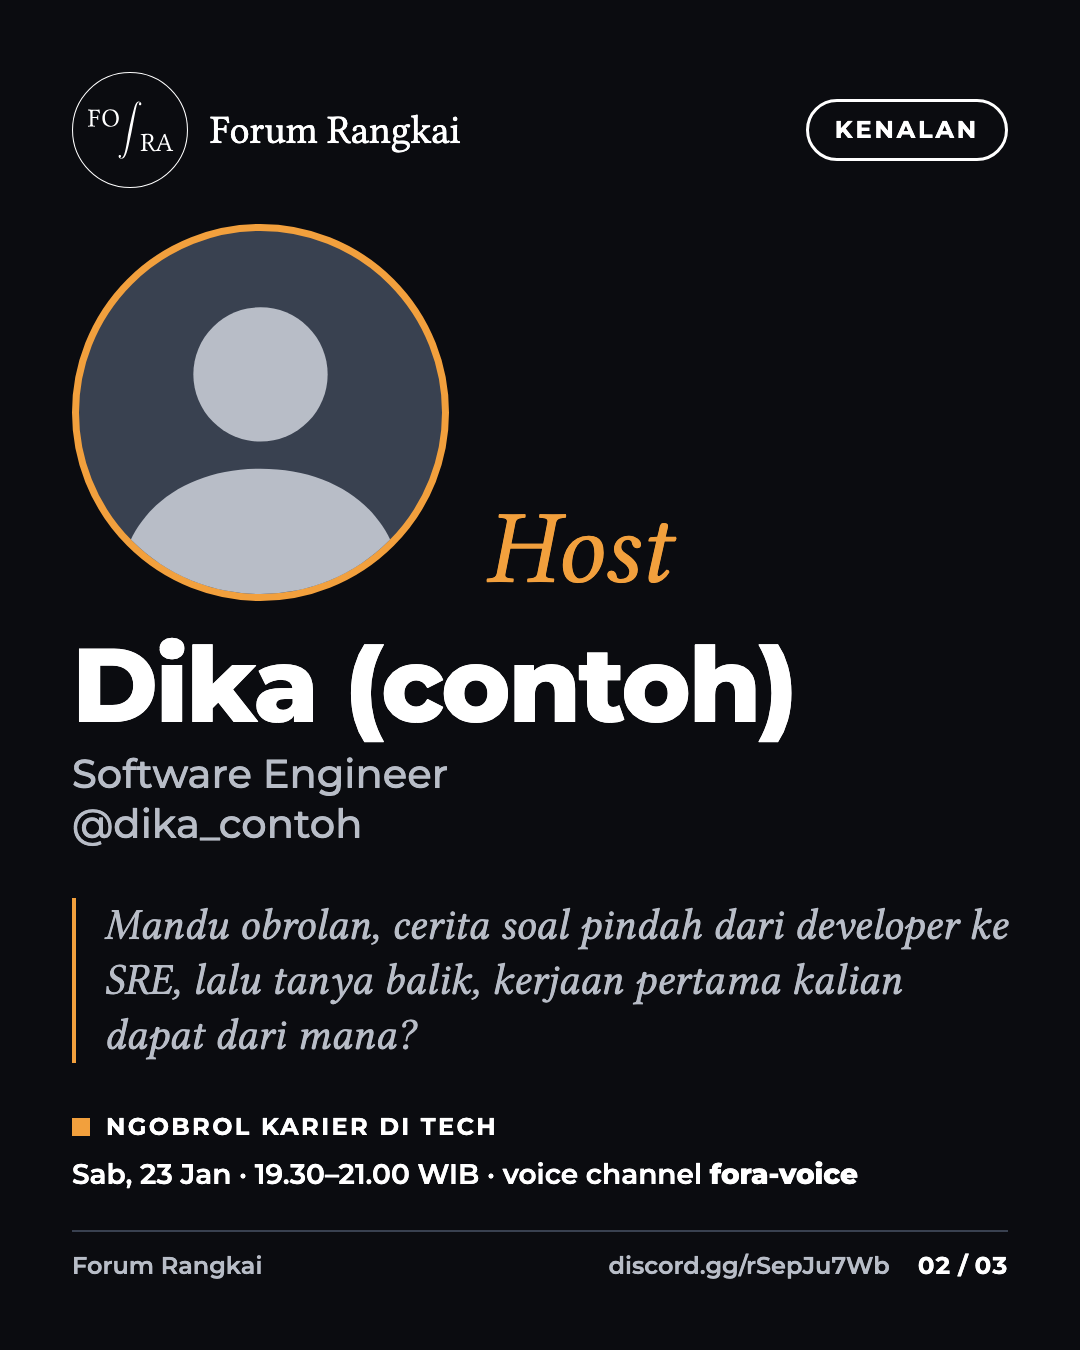 FO
RA
Forum Rangkai
KENALAN
Host
Dika (contoh)
Software Engineer
@dika_contoh
Mandu obrolan, cerita soal pindah dari developer ke
SRE, lalu tanya balik, kerjaan pertama kalian
dapat dari mana?
NGOBROL KARIER DI TECH
Sab, 23 Jan · 19.30–21.00 WIB · voice channel fora-voice
Forum Rangkai
discord.gg/rSepJu7Wb
02 / 03